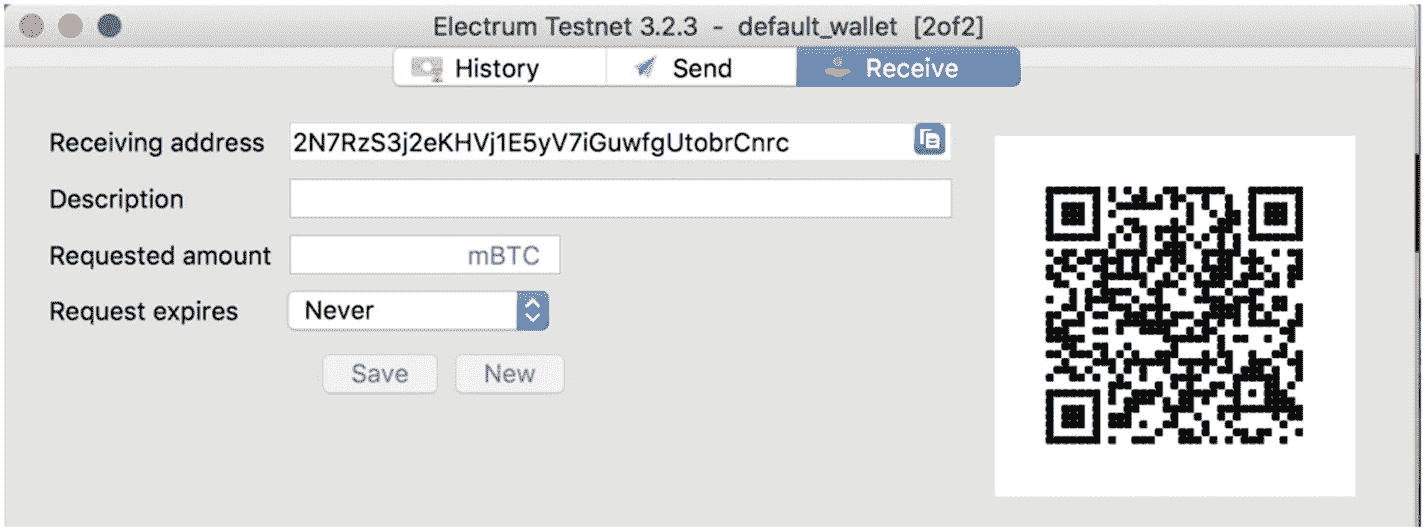 Electrum Testnet 3.2.3 - default_wallet [2of2]
History Send Receive
Receiving address 2N7RzS3j2eKHVj1E5yV7iGuwfgUtobrCnrc
Description
Requested amount mBTC
Request expires Never
Save New